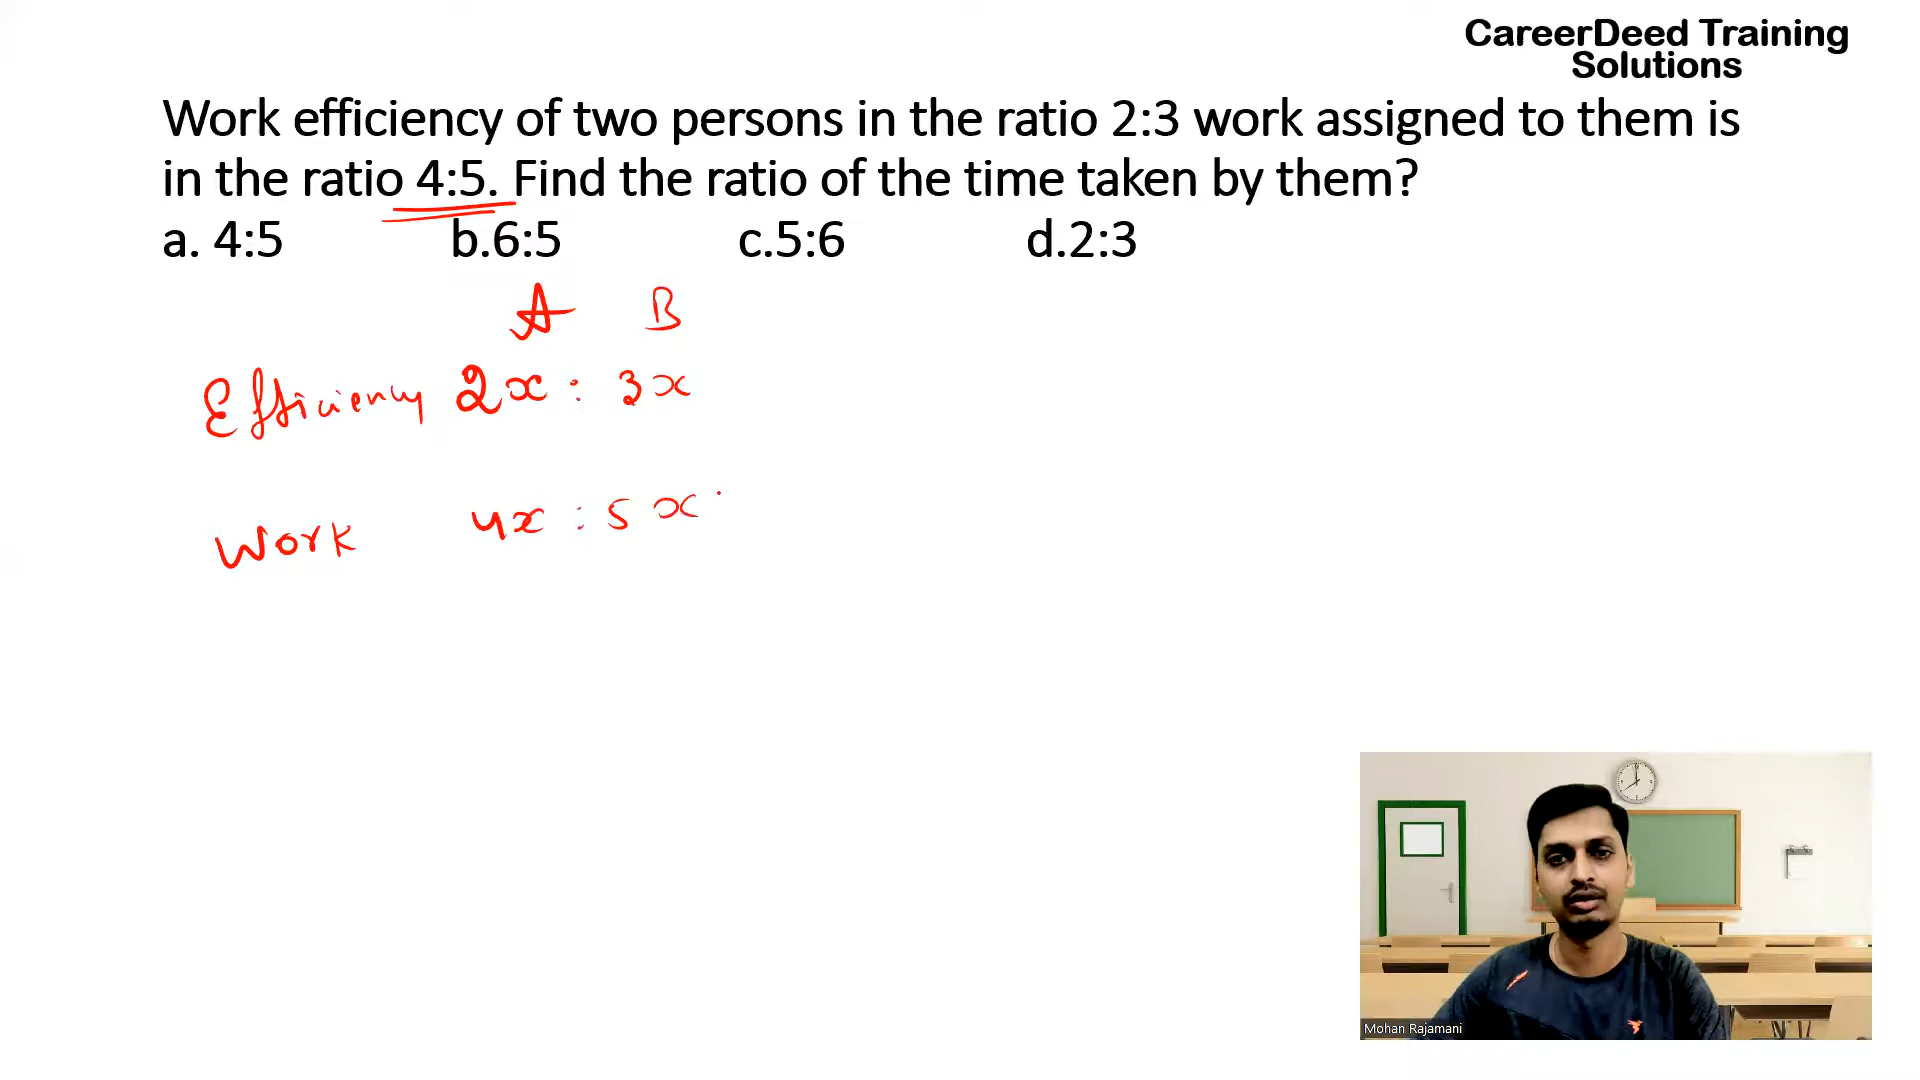 CareerDeed Training
Solutions
Work efficiency of two persons in the ratio 2:3 work assigned to them is
in the ratio 4:5. Find the ratio of the time taken by them?
a. 4:5 b.6:5 c.5:6 d.2:3
A B
Efficiency 2x : 3x
Work 4x : 5x
Mohan Rajamani